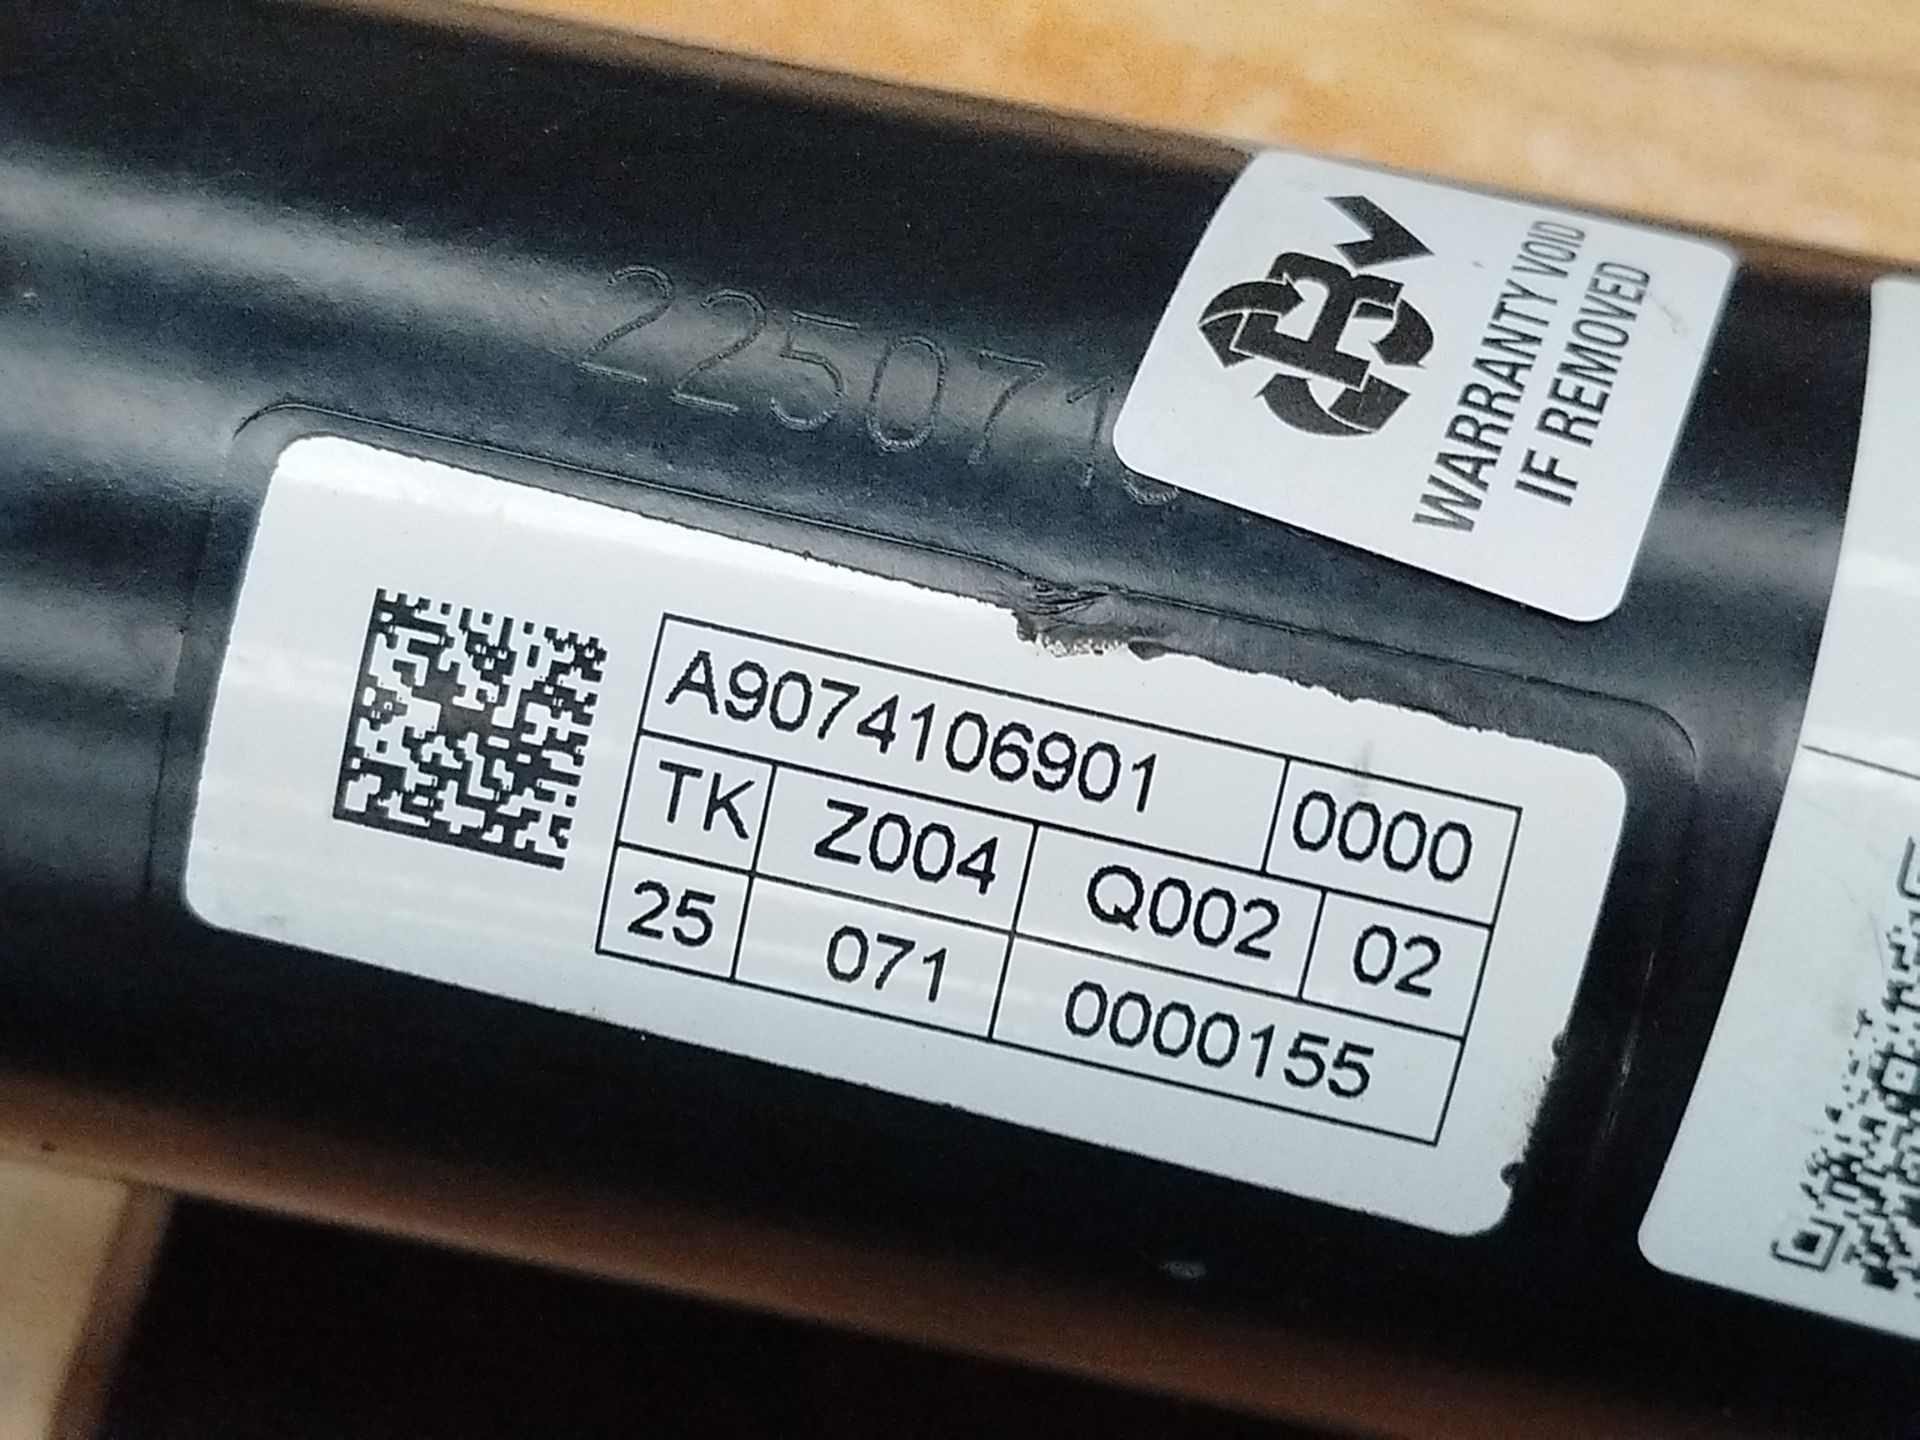 225071
WARRANTY VOID
IF REMOVED
A9074106901 0000
TK Z004 Q002 02
25 071 0000155